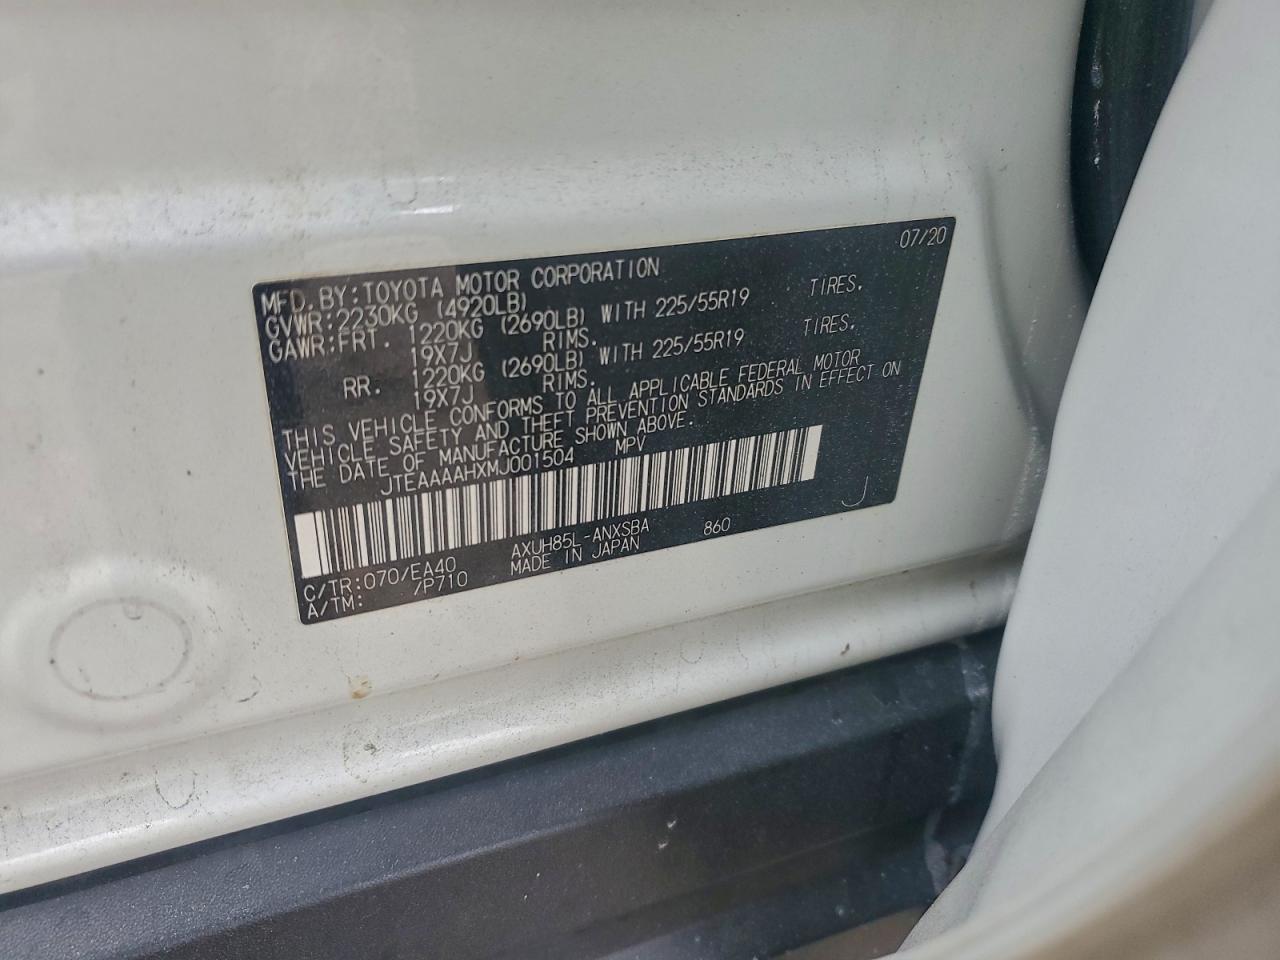 07/20
MFD. BY:TOYOTA MOTOR CORPORATION
GVWR:2230KG (4920LB)
GAWR:FRT. 1220KG (2690LB) WITH 225/55R19 TIRES.
19X7J RIMS.
RR. 1220KG (2690LB) WITH 225/55R19 TIRES.
19X7J RIMS.
THIS VEHICLE CONFORMS TO ALL APPLICABLE FEDERAL MOTOR
VEHICLE SAFETY AND THEFT PREVENTION STANDARDS IN EFFECT ON
THE DATE OF MANUFACTURE SHOWN ABOVE.
JTEAAAAHXMJ001504 MPV
C/TR:070/EA40 AXUH85L-ANXSBA 860
A/TM: /P710 MADE IN JAPAN
J